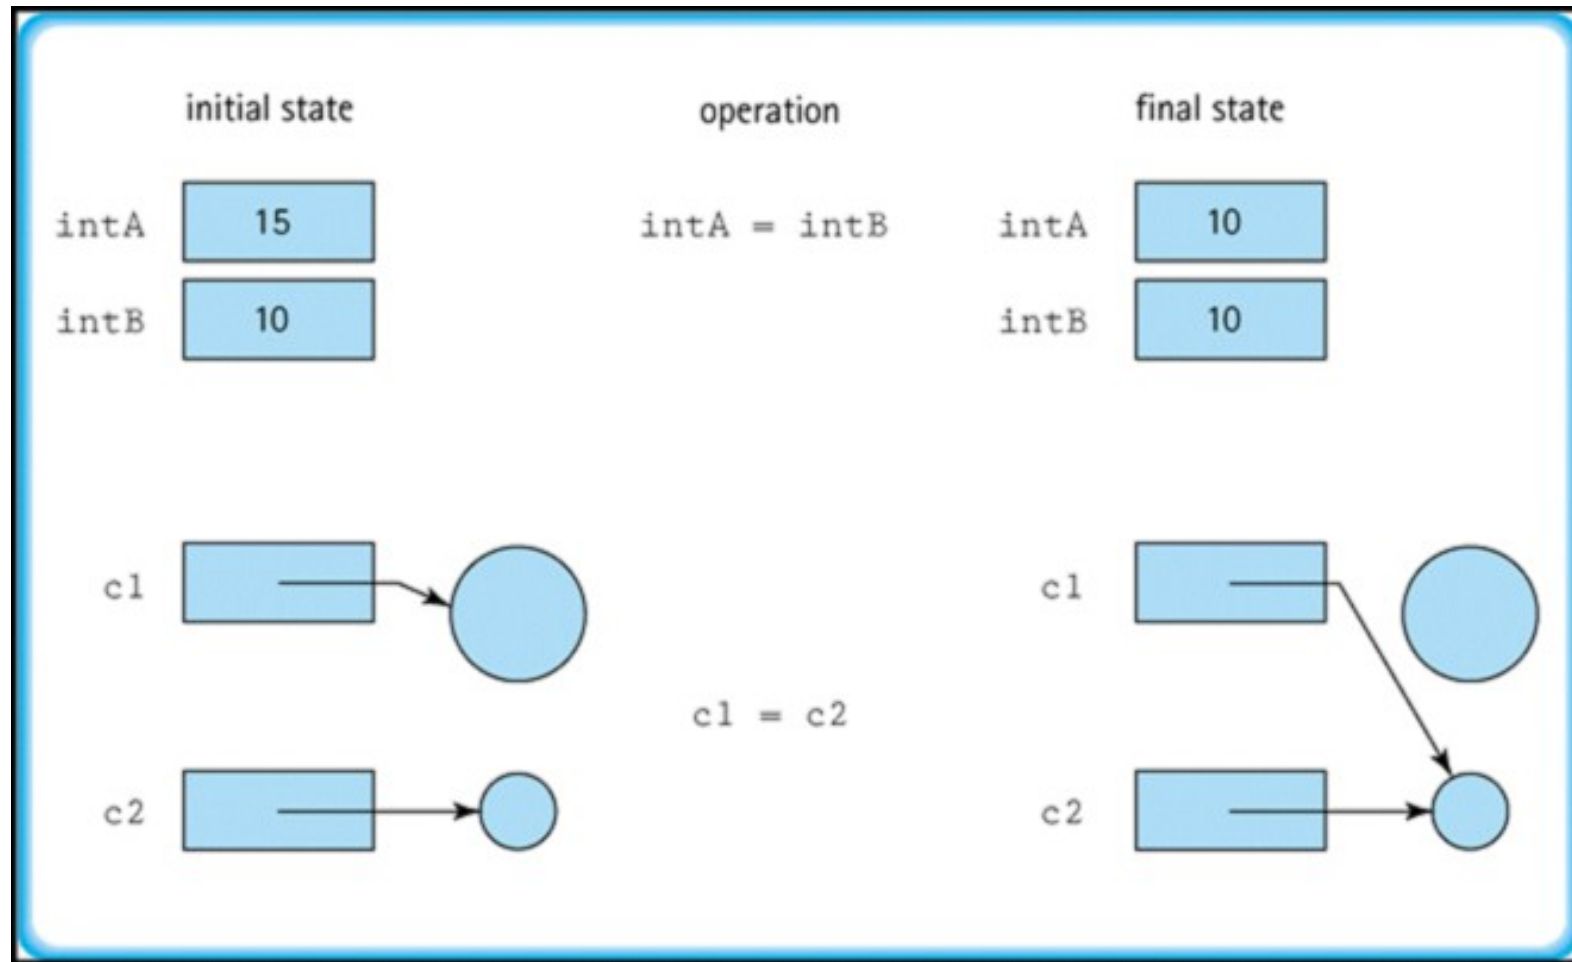 initial state
operation
final state
intA 15
intA = intB
intA 10
intB 10
intB 10
c1
c1
c1 = c2
c2
c2